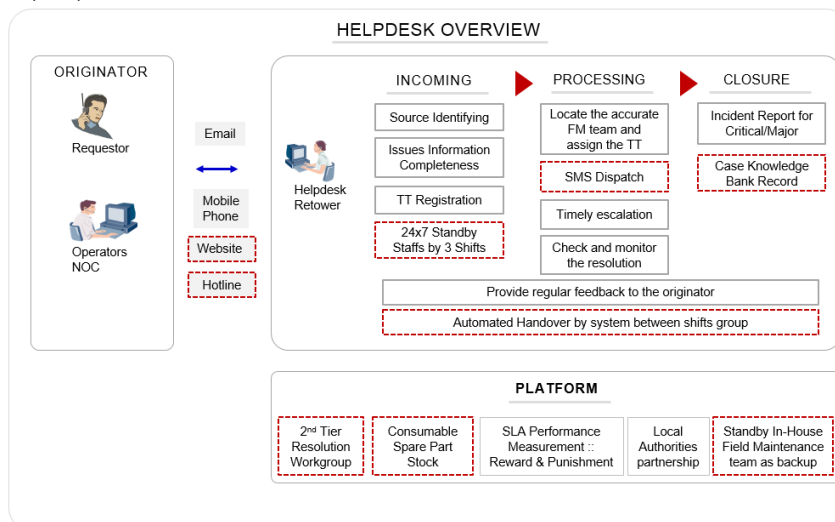 HELPDESK OVERVIEW
ORIGINATOR
Requestor
Operators
NOC
Email
Mobile
Phone
Website
Hotline
Helpdesk
Retower
INCOMING
Source Identifying
Issues Information
Completeness
TT Registration
24x7 Standby
Staffs by 3 Shifts
PROCESSING
Locate the accurate
FM team and
assign the TT
SMS Dispatch
Timely escalation
Check and monitor
the resolution
CLOSURE
Incident Report for
Critical/Major
Case Knowledge
Bank Record
Provide regular feedback to the originator
Automated Handover by system between shifts group
PLATFORM
2nd Tier
Resolution
Workgroup
Consumable
Spare Part
Stock
SLA Performance
Measurement ::
Reward & Punishment
Local
Authorities
partnership
Standby In-House
Field Maintenance
team as backup